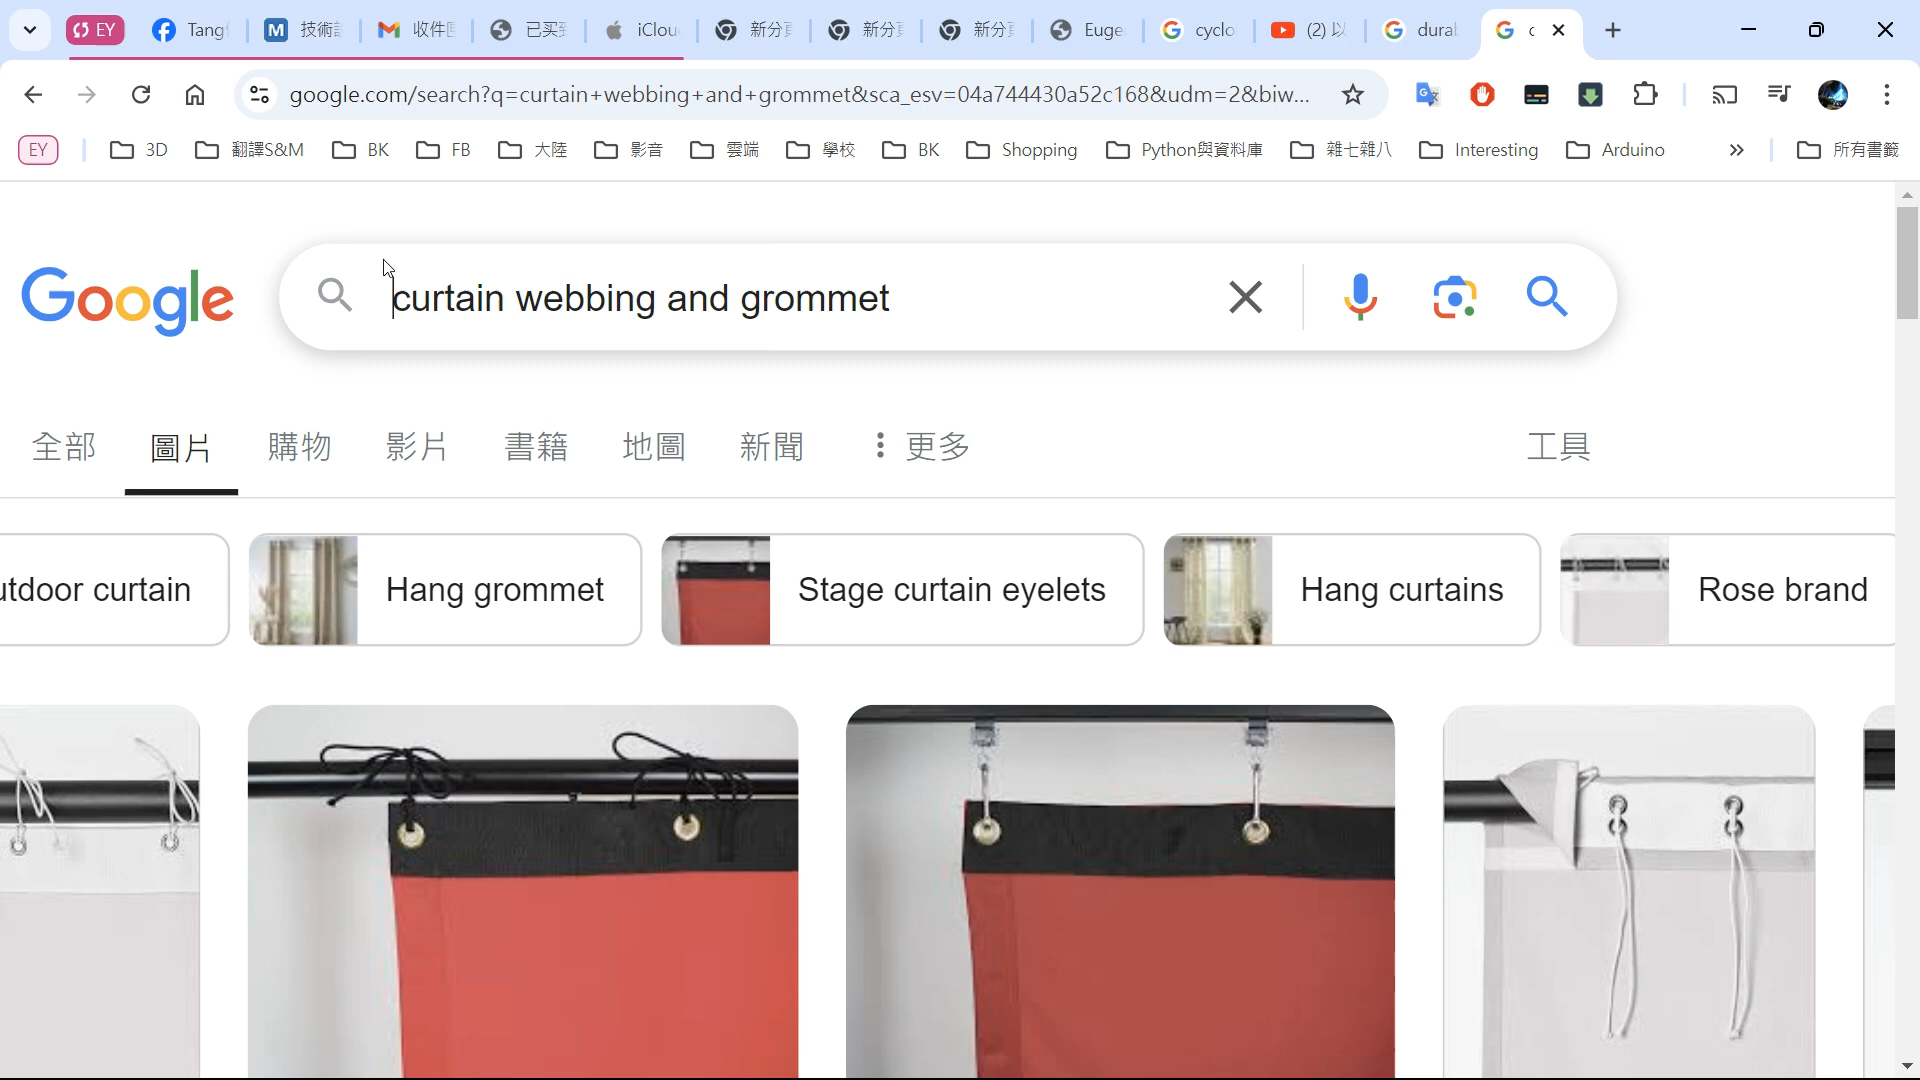 EY Tang M 技術 收件 已买 iClou 新分 新分 新分 Euge cyclo (2) 以 dura c
google.com/search?q=curtain+webbing+and+grommet&sca_esv=04a744430a52c168&udm=2&biw...
EY 3D 翻譯S&M BK FB 大陸 影音 雲端 學校 BK Shopping Python與資料庫 雜七雜八 Interesting Arduino » 所有書籤
Google curtain webbing and grommet
全部 圖片 購物 影片 書籍 地圖 新聞 更多 工具
utdoor curtain Hang grommet Stage curtain eyelets Hang curtains Rose brand